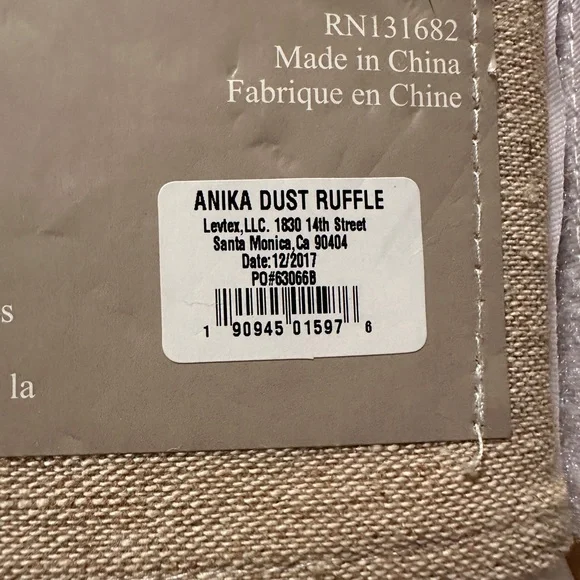 RN131682
Made in China
Fabrique en Chine
ANIKA DUST RUFFLE
Levtex,LLC. 1830 14th Street
Santa Monica,Ca 90404
Date:12/2017
PO#63066B
1 90945 01597 6
s
la